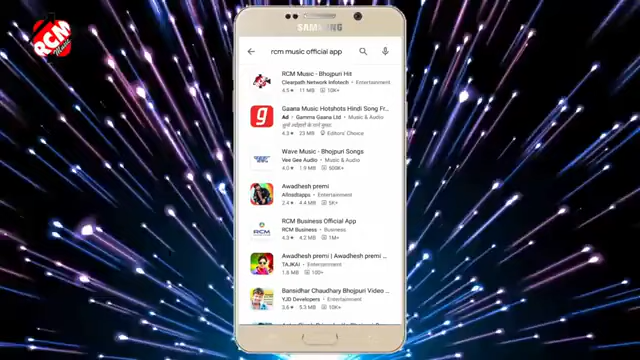 RCM
Music
SAMSUNG
rcm music official app
RCM Music - Bhojpuri Hit
Clearpath Network Infotech • Entertainment
4.5★ 11 MB 10K+
Gaana Music Hotshots Hindi Song Fr...
Ad • Gamma Gaana Ltd • Music & Audio
4.3★ 23 MB Editors' Choice
Wave Music - Bhojpuri Songs
Vee Gee Audio • Music & Audio
4.0★ 1.9 MB 500K+
Awadhesh premi
Afinodtapps • Entertainment
2.4★ 4.4 MB 5K+
RCM Business Official App
RCM Business • Business
4.3★ 4.2 MB 1M+
RCM
Awadhesh premi | Awadhesh premi ...
TAJKAI • Entertainment
1.8 MB 100+
Bansidhar Chaudhary Bhojpuri Video ...
YJD Developers • Entertainment
3.6★ 5.3 MB 10K+